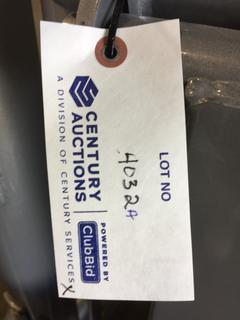 LOT NO
4032A
CENTURY
AUCTIONS
A DIVISION OF CENTURY SERVICES
POWERED BY
ClubBid
X